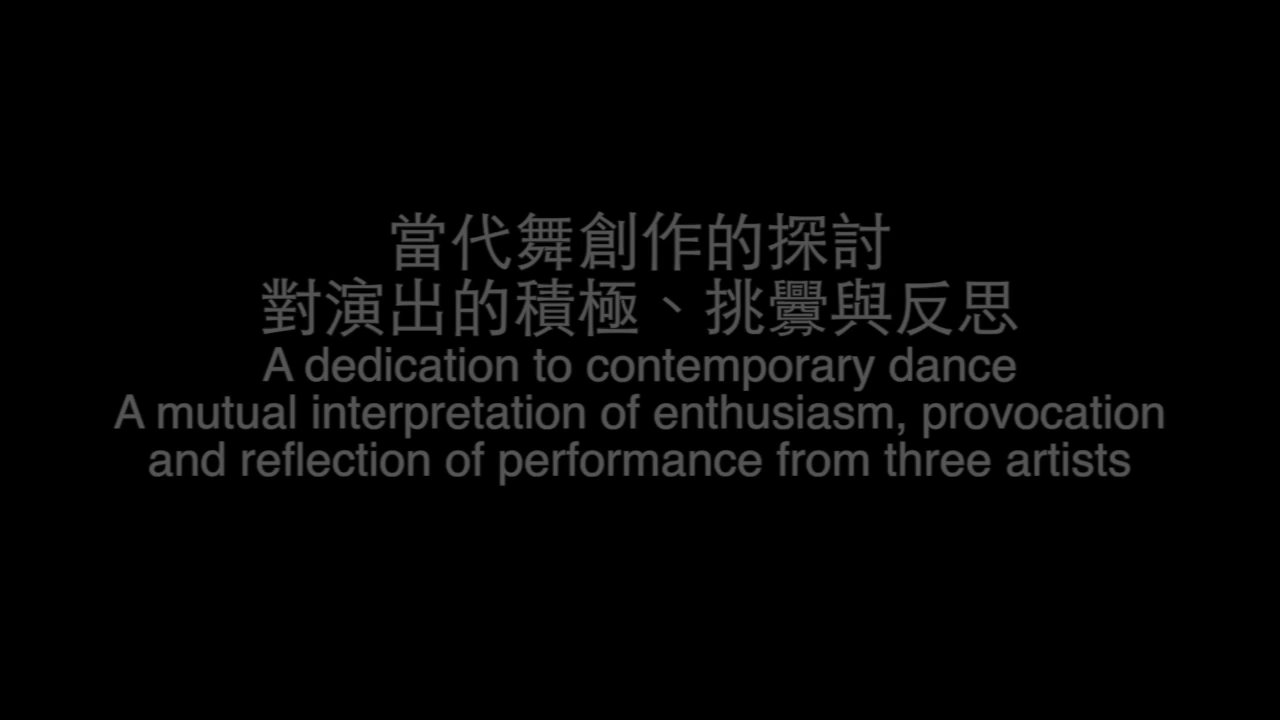 當代舞創作的探討
對演出的積極、挑釁與反思
A dedication to contemporary dance
A mutual interpretation of enthusiasm, provocation
and reflection of performance from three artists